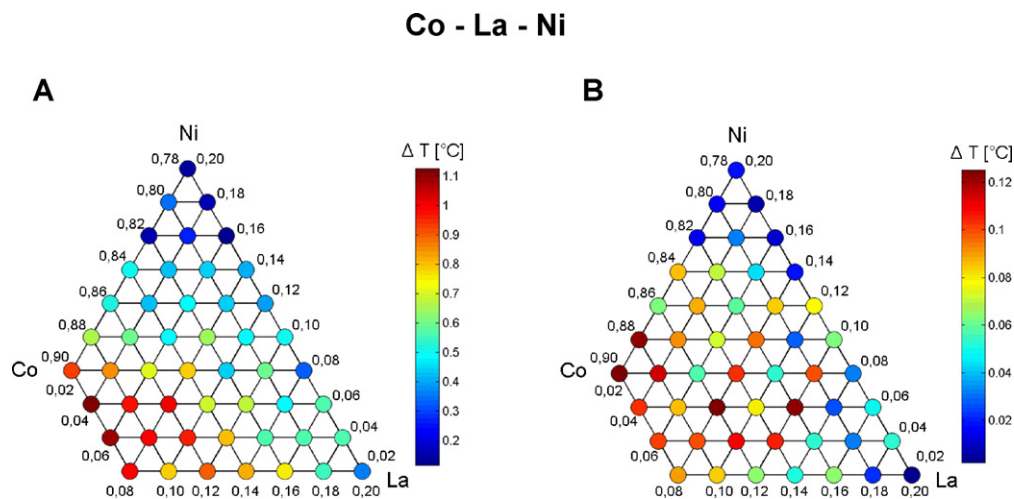 Co - La - Ni
A
Ni
0,78 0,20
0,80 0,18
0,82 0,16
0,84 0,14
0,86 0,12
0,88 0,10
Co 0,90 0,08
0,02 0,06
0,04 0,04
0,06 0,02
La
0,08 0,10 0,12 0,14 0,16 0,18 0,20
Δ T [°C]
1.1
1
0.9
0.8
0.7
0.6
0.5
0.4
0.3
0.2
B
Ni
0,78 0,20
0,80 0,18
0,82 0,16
0,84 0,14
0,86 0,12
0,88 0,10
Co 0,90 0,08
0,02 0,06
0,04 0,04
0,06 0,02
La
0,08 0,10 0,12 0,14 0,16 0,18 0,20
Δ T [°C]
0.12
0.1
0.08
0.06
0.04
0.02